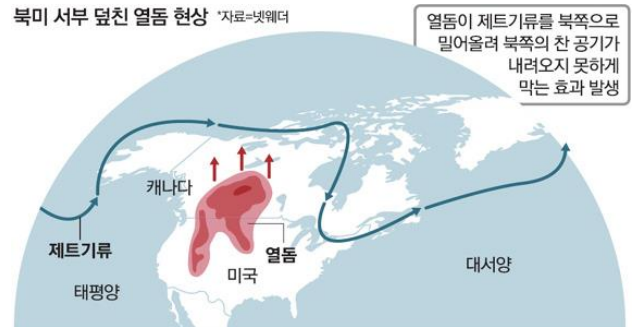 북미 서부 덮친 열돔 현상 *자료=넷웨더
열돔이 제트기류를 북쪽으로
밀어올려 북쪽의 찬 공기가
내려오지 못하게
막는 효과 발생
캐나다
제트기류
열돔
미국
태평양
대서양